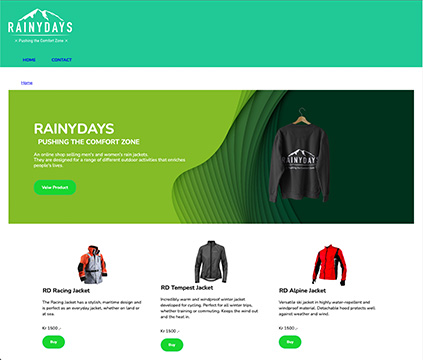 RAINYDAYS
• Pushing the Comfort Zone •
HOME CONTACT
Home
RAINYDAYS
PUSHING THE COMFORT ZONE
An online shop selling men's and women's rain jackets.
They are designed for a range of different outdoor activities that enriches
people's lives.
View Product
RAINYDAYS
RD Racing Jacket
The Racing Jacket has a stylish, maritime design and
is perfect as an everyday jacket, whether on land or
at sea.
Kr 1500 ,-
Buy
RD Tempest Jacket
Incredibly warm and windproof winter jacket
developed for cycling. Perfect for all winter trips,
whether training or commuting. Keeps the wind out
and the heat in.
Kr 1500 ,-
Buy
RD Alpine Jacket
Versatile ski jacket in highly water-repellent and
windproof material. Detachable hood protects well
against weather and wind.
Kr 1500 ,-
Buy